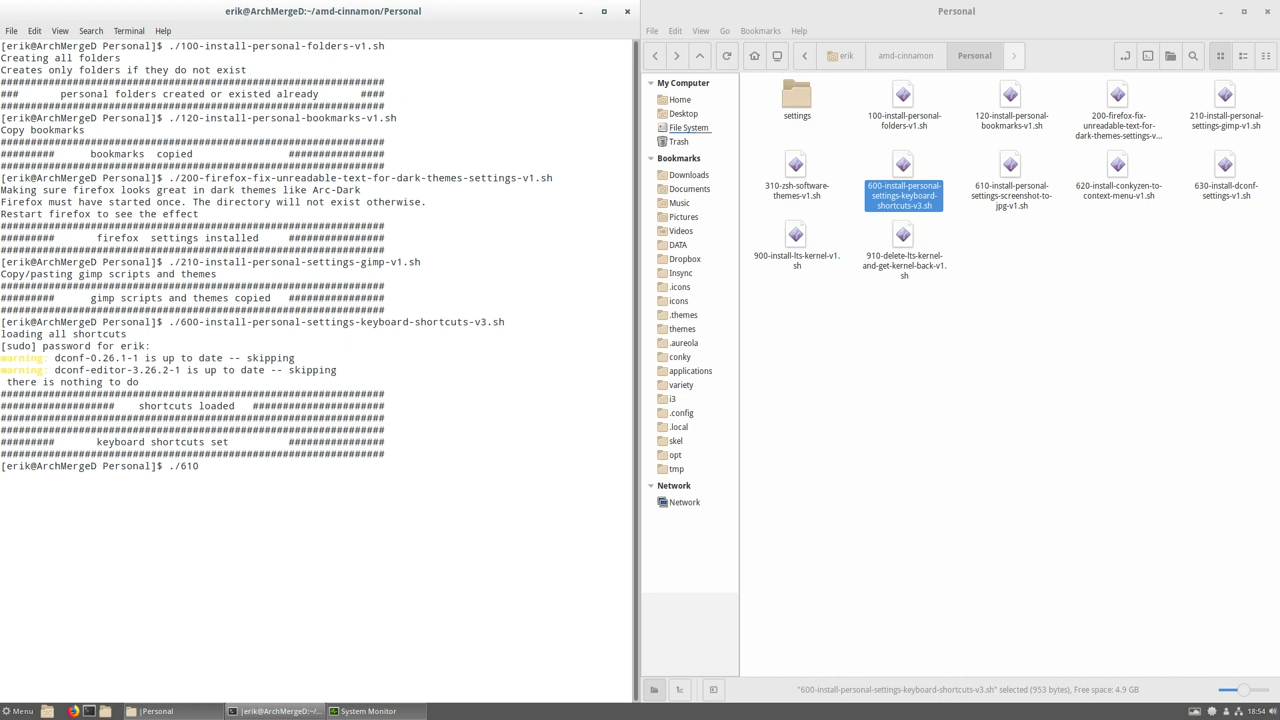 erik@ArchMergeD:~/amd-cinnamon/Personal
File Edit View Search Terminal Help
[erik@ArchMergeD Personal]$ ./100-install-personal-folders-v1.sh
Creating all folders
Creates only folders if they do not exist
################################################################
### personal folders created or existed already ####
################################################################
[erik@ArchMergeD Personal]$ ./120-install-personal-bookmarks-v1.sh
Copy bookmarks
################################################################
######### bookmarks copied ################
################################################################
[erik@ArchMergeD Personal]$ ./200-firefox-fix-unreadable-text-for-dark-themes-settings-v1.sh
Making sure firefox looks great in dark themes like Arc-Dark
Firefox must have started once. The directory will not exist otherwise.
Restart firefox to see the effect
################################################################
######### firefox settings installed ################
################################################################
[erik@ArchMergeD Personal]$ ./210-install-personal-settings-gimp-v1.sh
Copy/pasting gimp scripts and themes
################################################################
######### gimp scripts and themes copied ################
################################################################
[erik@ArchMergeD Personal]$ ./600-install-personal-settings-keyboard-shortcuts-v3.sh
loading all shortcuts
[sudo] password for erik:
warning: dconf-0.26.1-1 is up to date -- skipping
warning: dconf-editor-3.26.2-1 is up to date -- skipping
there is nothing to do
################################################################
################### shortcuts loaded ######################
################################################################
################################################################
######### keyboard shortcuts set ################
################################################################
[erik@ArchMergeD Personal]$ ./610
Personal
File Edit View Go Bookmarks Help
erik amd-cinnamon Personal
My Computer
Home
Desktop
File System
Trash
Bookmarks
Downloads
Documents
Music
Pictures
Videos
DATA
Dropbox
Insync
.icons
icons
.themes
themes
.aureola
conky
applications
variety
i3
.config
.local
skel
opt
tmp
Network
Network
settings
100-install-personal-
folders-v1.sh
120-install-personal-
bookmarks-v1.sh
200-firefox-fix-
unreadable-text-for-
dark-themes-settings-v...
210-install-personal-
settings-gimp-v1.sh
310-zsh-software-
themes-v1.sh
600-install-personal-
settings-keyboard-
shortcuts-v3.sh
610-install-personal-
settings-screenshot-to-
jpg-v1.sh
620-install-conkyzen-to-
context-menu-v1.sh
630-install-dconf-
settings-v1.sh
900-install-lts-kernel-v1.
sh
910-delete-lts-kernel-
and-get-kernel-back-v1.
sh
"600-install-personal-settings-keyboard-shortcuts-v3.sh" selected (953 bytes), Free space: 4.9 GB
Menu |Personal |erik@ArchMergeD:~/... System Monitor 18:54